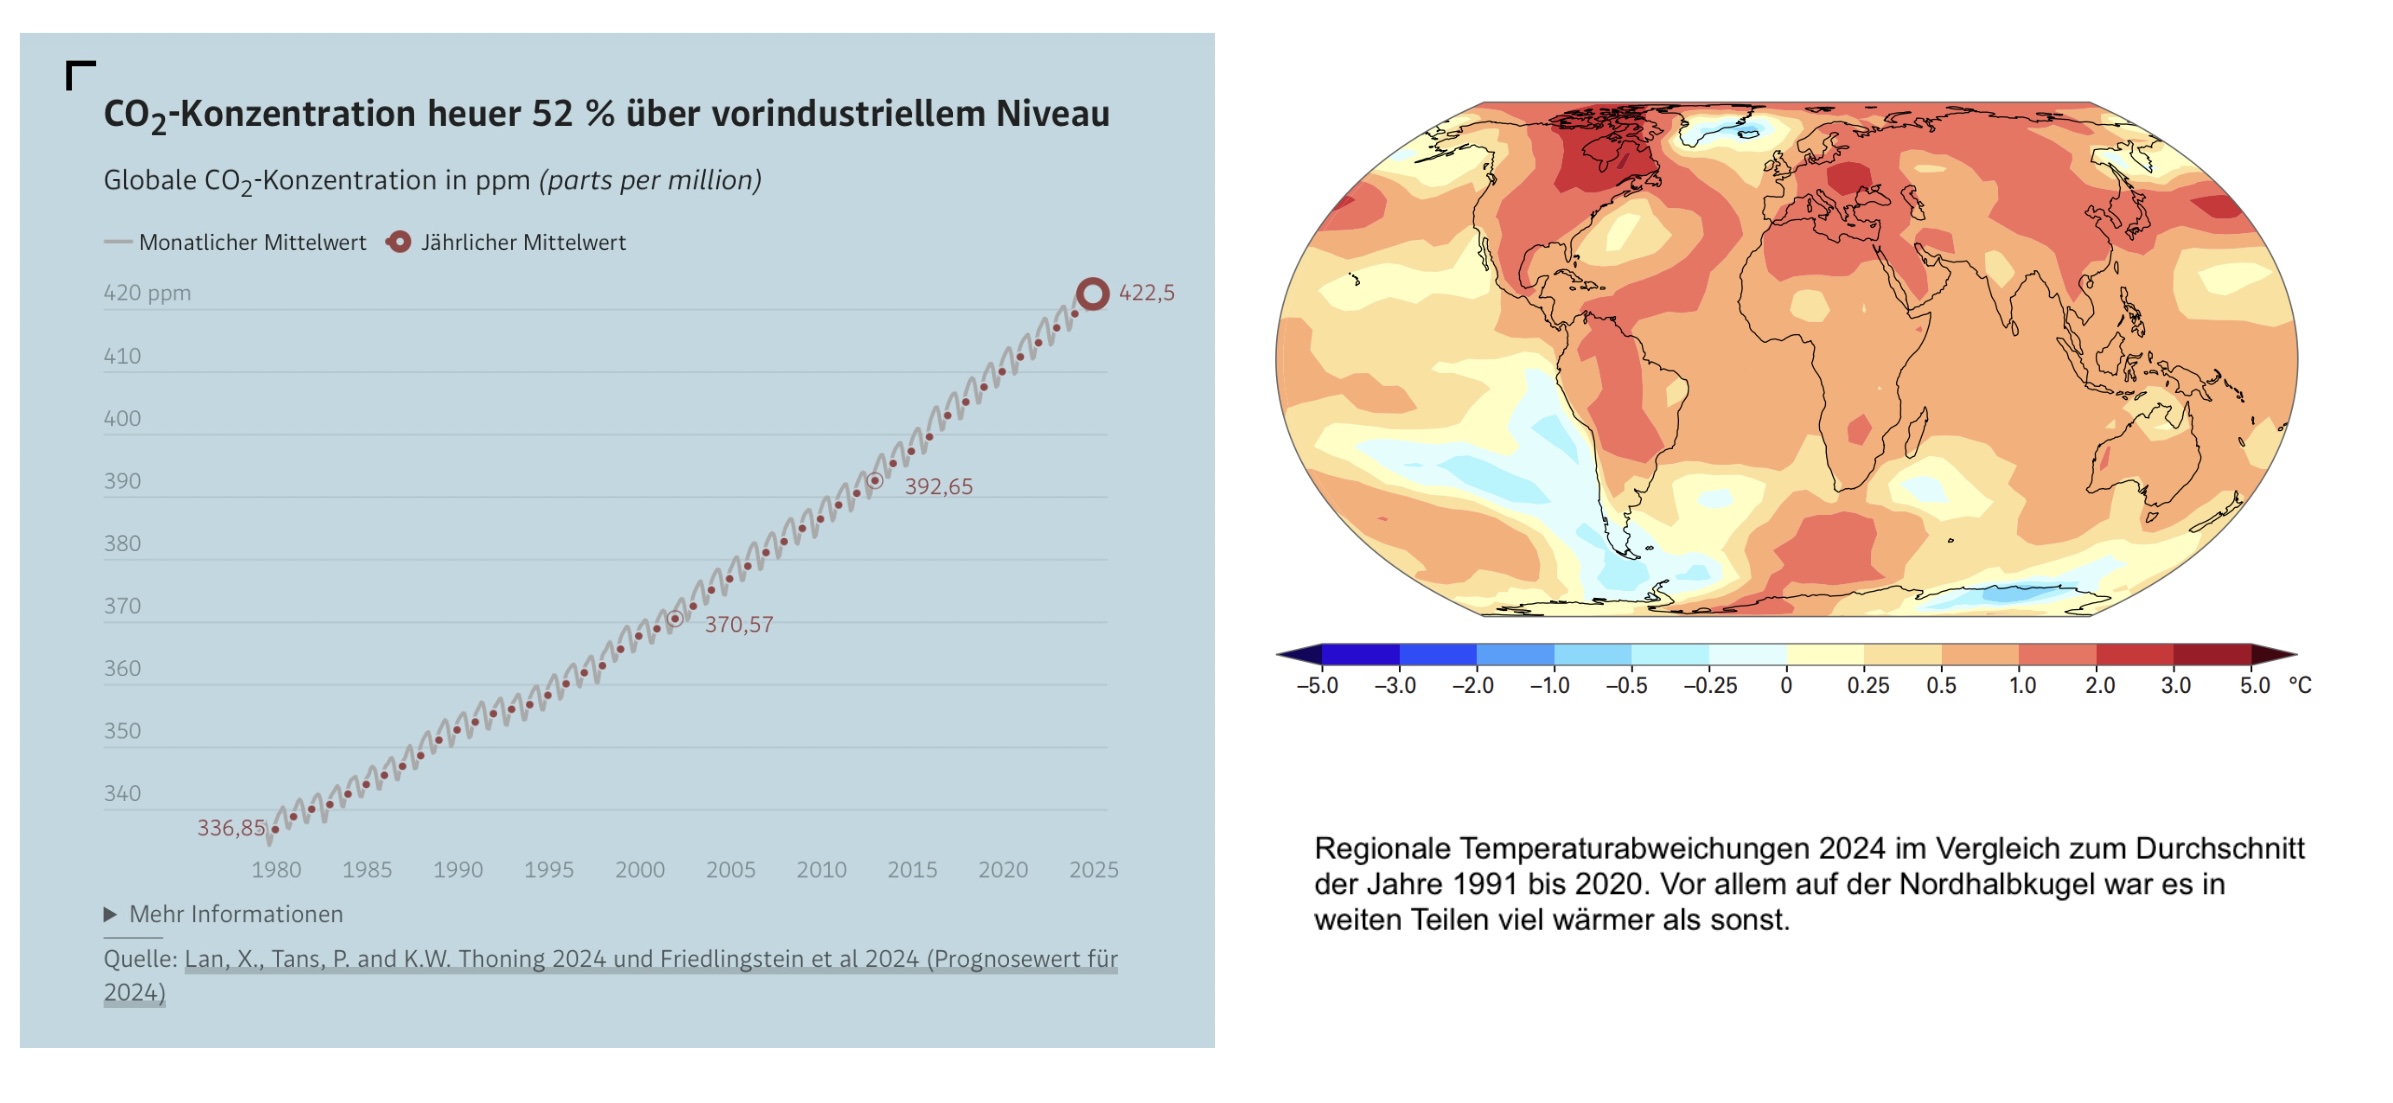 CO2-Konzentration heuer 52 % über vorindustriellem Niveau
Globale CO2-Konzentration in ppm (parts per million)
Monatlicher Mittelwert Jährlicher Mittelwert
420 ppm
422,5
410
400
390
392,65
380
370
370,57
360
350
340
336,85
1980 1985 1990 1995 2000 2005 2010 2015 2020 2025
▶ Mehr Informationen
Quelle: Lan, X., Tans, P. and K.W. Thoning 2024 und Friedlingstein et al 2024 (Prognosewert für
2024)
−5.0 −3.0 −2.0 −1.0 −0.5 −0.25 0 0.25 0.5 1.0 2.0 3.0 5.0 °C
Regionale Temperaturabweichungen 2024 im Vergleich zum Durchschnitt
der Jahre 1991 bis 2020. Vor allem auf der Nordhalbkugel war es in
weiten Teilen viel wärmer als sonst.